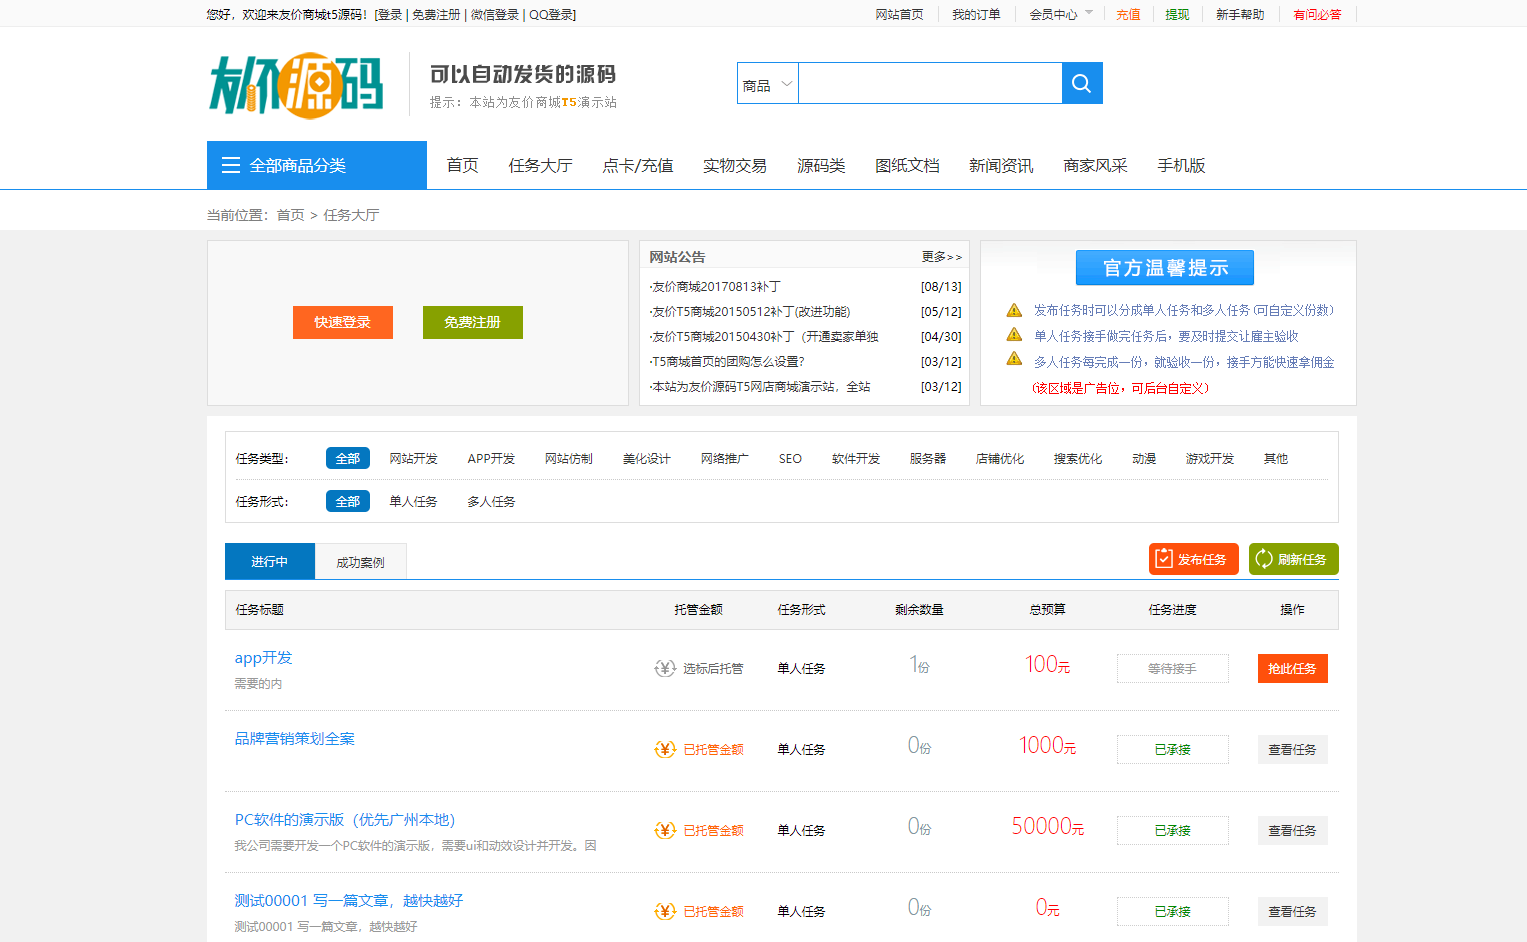 您好，欢迎来友价商城t5源码！[登录 | 免费注册 | 微信登录 | QQ登录]
网站首页 我的订单 会员中心 充值 提现 新手帮助 有问必答
友价源码
可以自动发货的源码
提示：本站为友价商城T5演示站
商品
全部商品分类 首页 任务大厅 点卡/充值 实物交易 源码类 图纸文档 新闻资讯 商家风采 手机版
当前位置：首页 > 任务大厅
快速登录 免费注册
网站公告 更多>>
·友价商城20170813补丁 [08/13]
·友价T5商城20150512补丁(改进功能) [05/12]
·友价T5商城20150430补丁（开通卖家单独 [04/30]
·T5商城首页的团购怎么设置？ [03/12]
·本站为友价源码T5网店商城演示站，全站 [03/12]
官方温馨提示
发布任务时可以分成单人任务和多人任务(可自定义份数)
单人任务接手做完任务后，要及时提交让雇主验收
多人任务每完成一份，就验收一份，接手方能快速拿佣金
(该区域是广告位，可后台自定义)
任务类型： 全部 网站开发 APP开发 网站仿制 美化设计 网络推广 SEO 软件开发 服务器 店铺优化 搜索优化 动漫 游戏开发 其他
任务形式： 全部 单人任务 多人任务
进行中 成功案例 发布任务 刷新任务
任务标题 托管金额 任务形式 剩余数量 总预算 任务进度 操作
app开发
需要的内
选标后托管 单人任务 1份 100元 等待接手 抢此任务
品牌营销策划全案
已托管金额 单人任务 0份 1000元 已承接 查看任务
PC软件的演示版（优先广州本地）
我公司需要开发一个PC软件的演示版，需要ui和动效设计并开发。因
已托管金额 单人任务 0份 50000元 已承接 查看任务
测试00001 写一篇文章，越快越好
测试00001 写一篇文章，越快越好
已托管金额 单人任务 0份 0元 已承接 查看任务